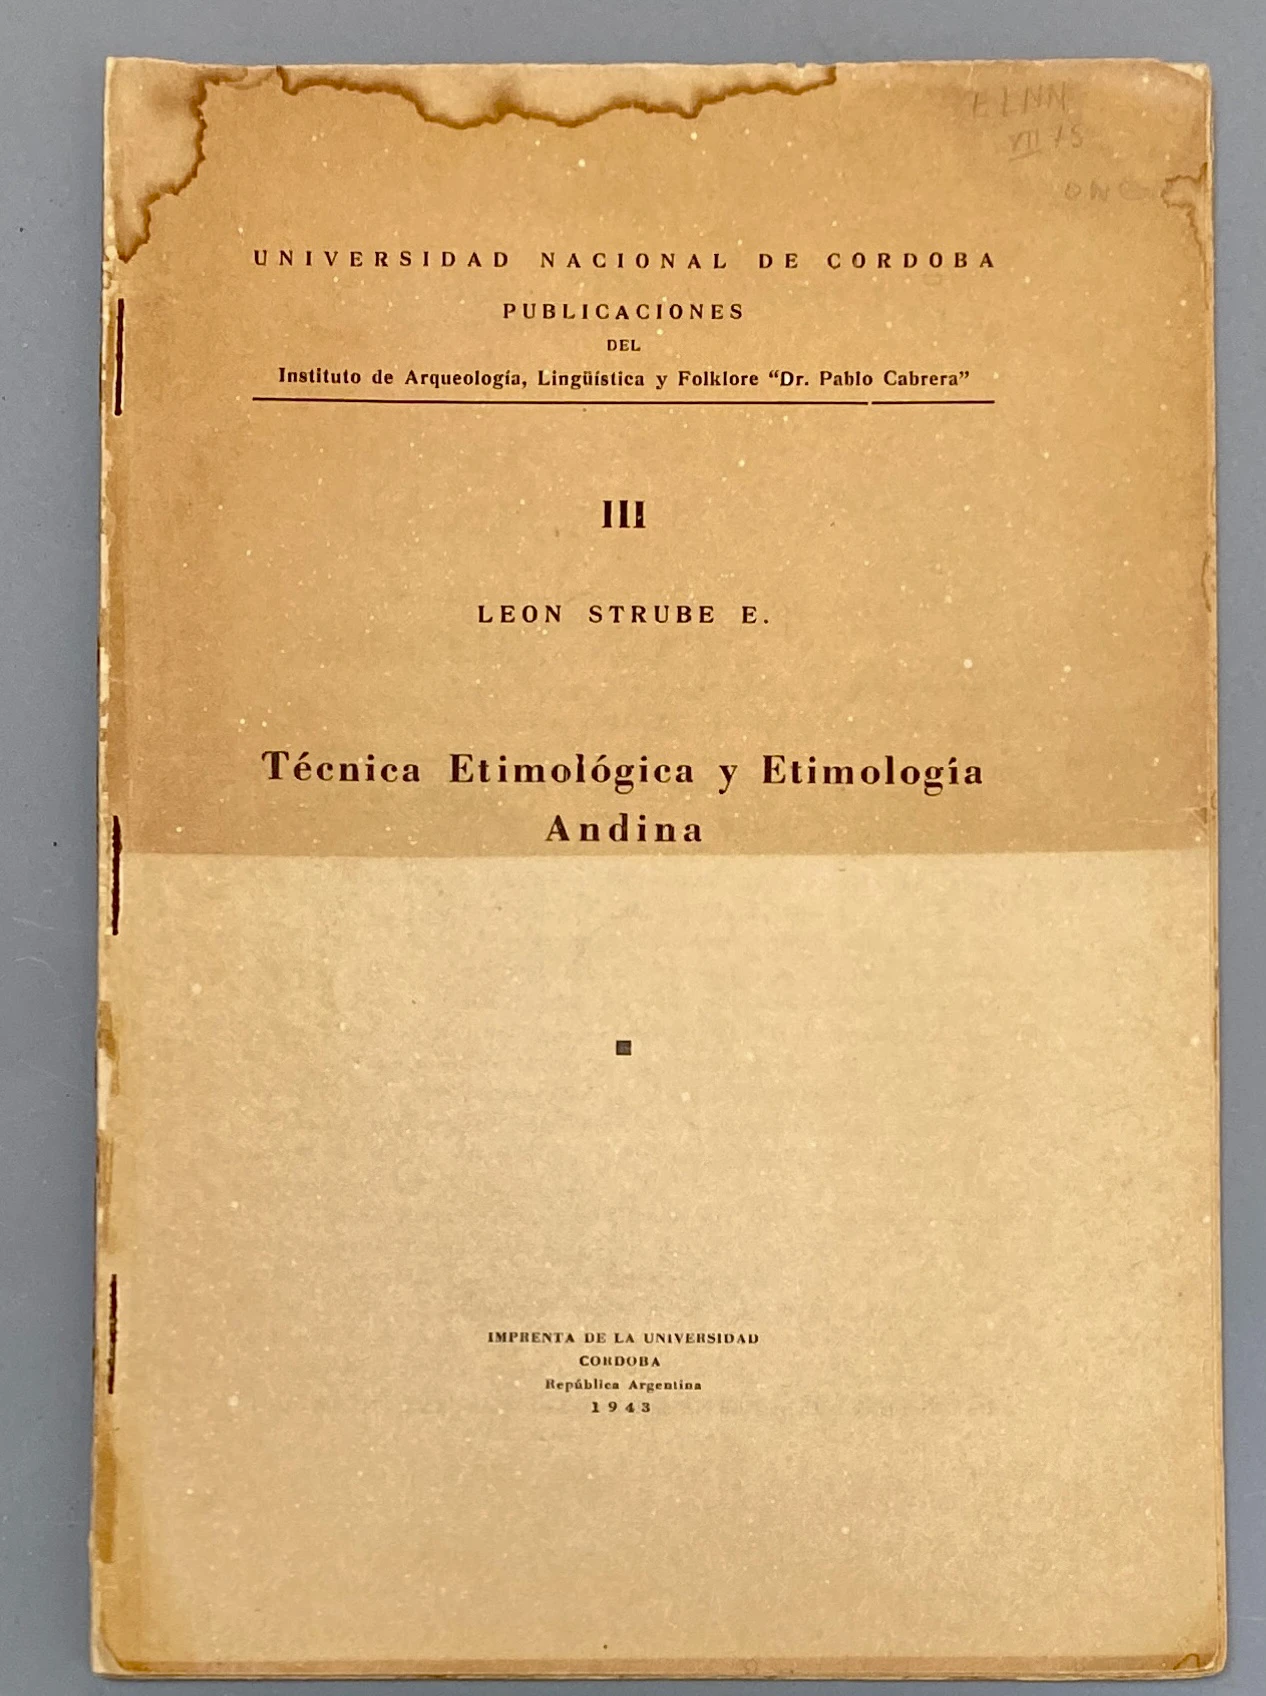 UNIVERSIDAD NACIONAL DE CORDOBA
PUBLICACIONES
DEL
Instituto de Arqueología, Lingüística y Folklore “Dr. Pablo Cabrera”
III
LEON STRUBE E.
Técnica Etimológica y Etimología
Andina
IMPRENTA DE LA UNIVERSIDAD
CORDOBA
República Argentina
1943